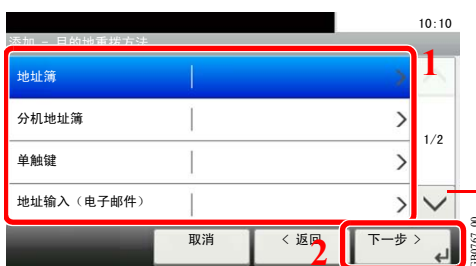 10:10
添加 - 目的地重拨方法
地址簿
1
分机地址簿
1/2
单触键
地址输入（电子邮件）
取消
< 返回
2
下一步 >